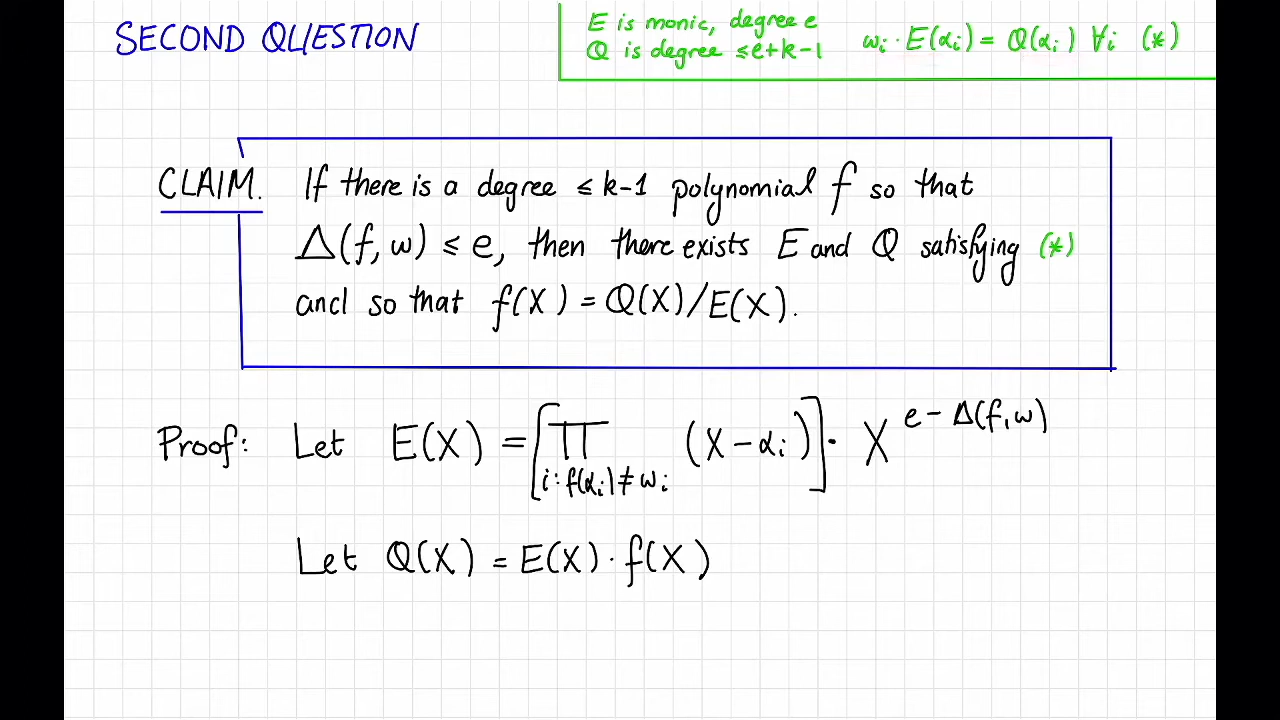 SECOND QUESTION
E is monic, degree e
Q is degree ≤e+k-1
wᵢ · E(αᵢ) = Q(αᵢ) ∀i (*)
CLAIM. If there is a degree ≤ k-1 polynomial f so that
Δ(f, w) ≤ e, then there exists E and Q satisfying (*)
and so that f(X) = Q(X)/E(X).
Proof: Let E(X) = [∏_{i: f(αᵢ)≠wᵢ} (X-αᵢ)] · X^{e-Δ(f,w)}
Let Q(X) = E(X) · f(X)